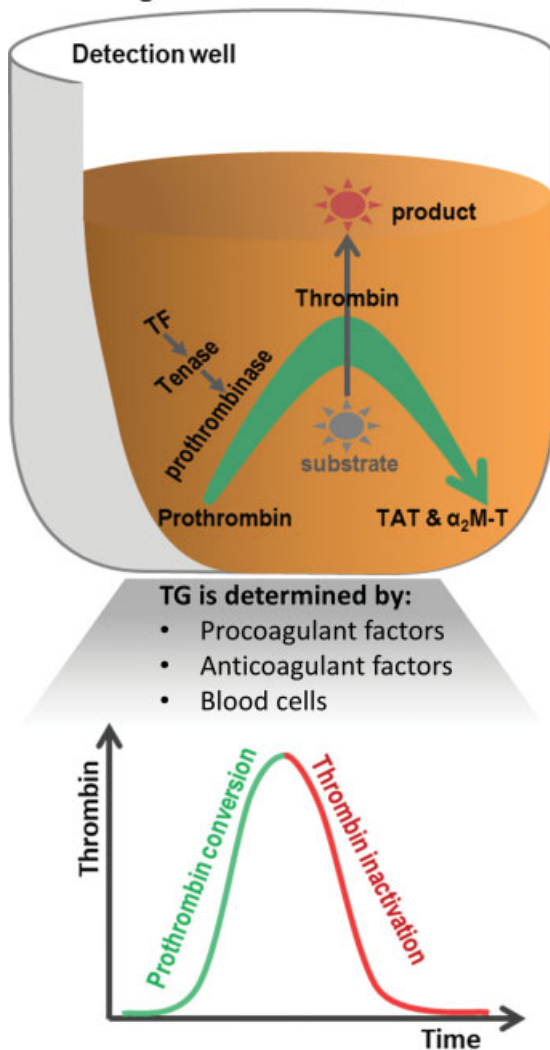 Detection well
product
Thrombin
TF
Tenase
prothrombinase
substrate
Prothrombin
TAT & α₂M-T
TG is determined by:
• Procoagulant factors
• Anticoagulant factors
• Blood cells
Thrombin
Prothrombin conversion
Thrombin inactivation
Time